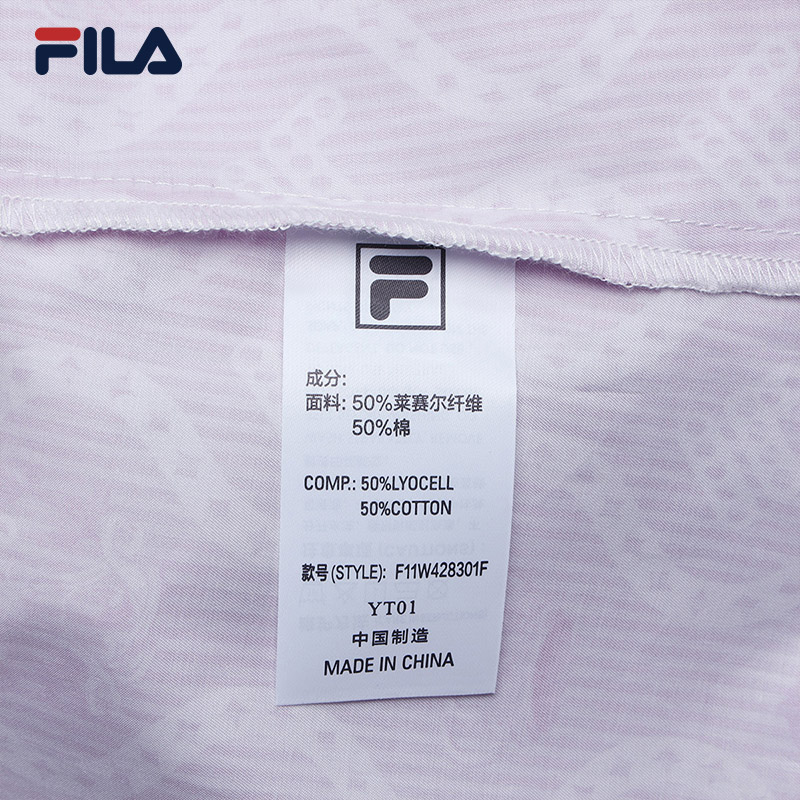 FILA
F
成分:
面料: 50%莱赛尔纤维
50%棉
COMP.: 50%LYOCELL
50%COTTON
款号(STYLE): F11W428301F
YT01
中国制造
MADE IN CHINA